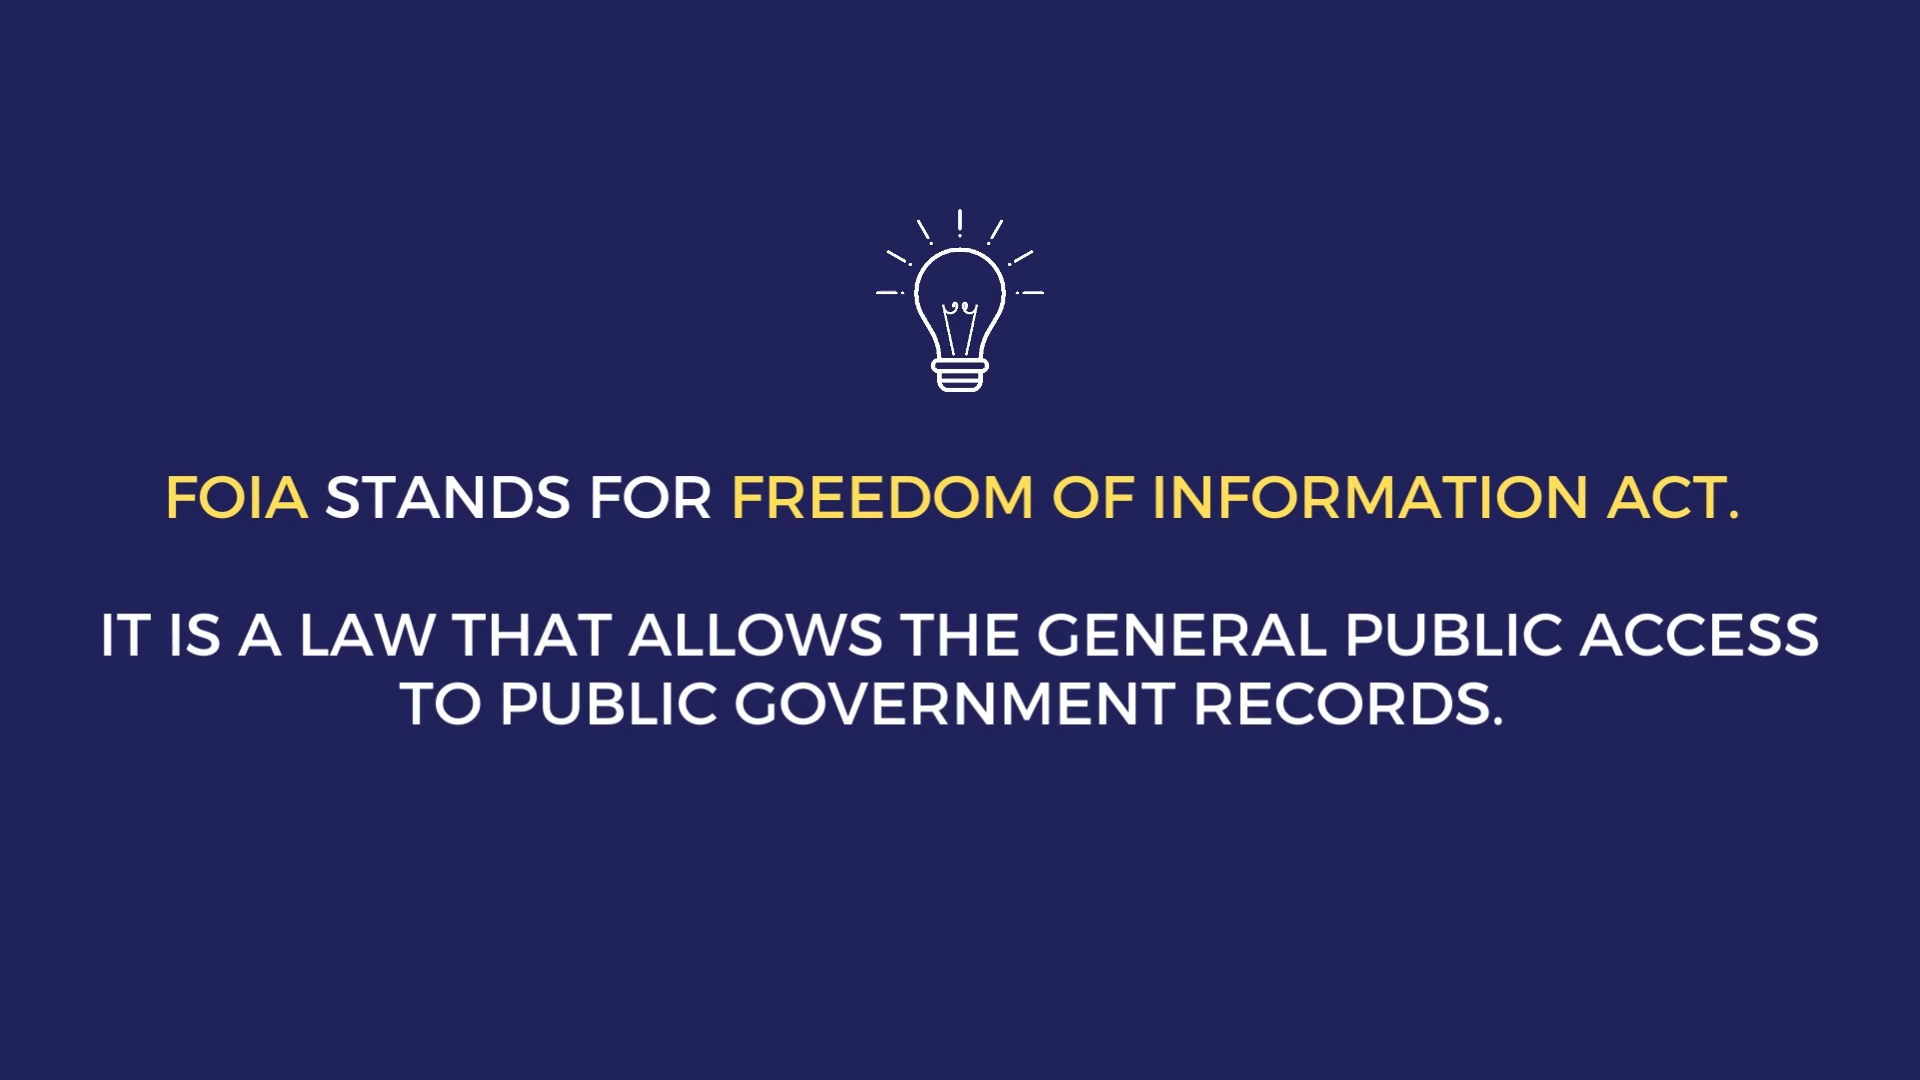 FOIA STANDS FOR FREEDOM OF INFORMATION ACT.
IT IS A LAW THAT ALLOWS THE GENERAL PUBLIC ACCESS
TO PUBLIC GOVERNMENT RECORDS.